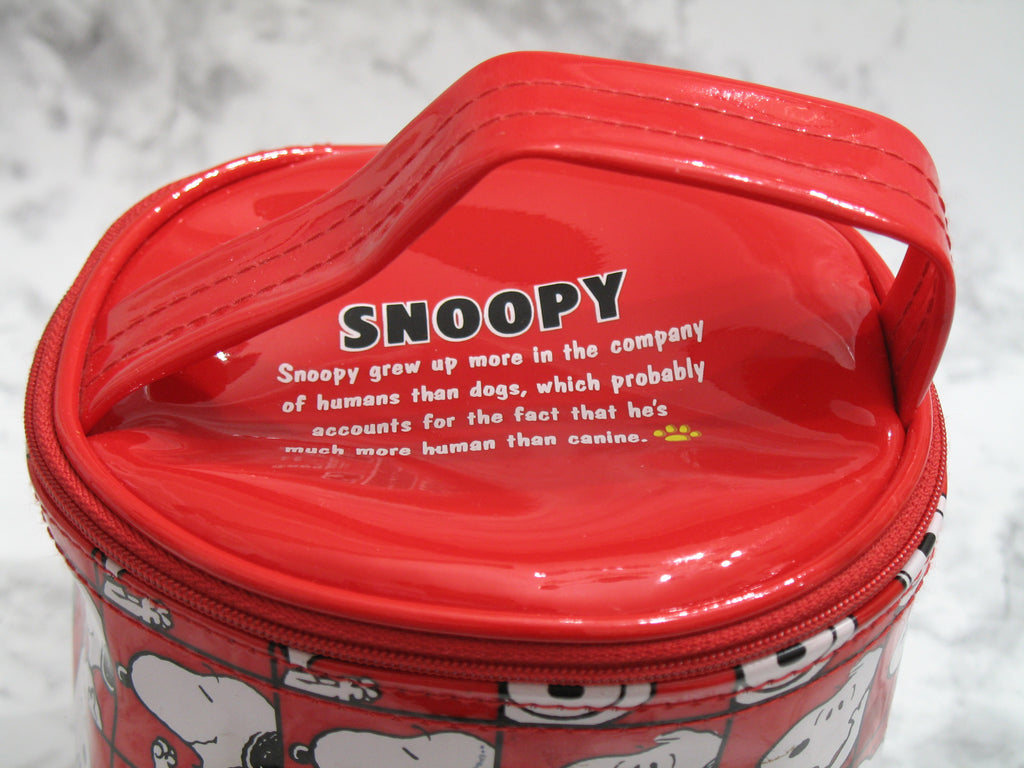 SNOOPY
Snoopy grew up more in the company
of humans than dogs, which probably
accounts for the fact that he's
much more human than canine.